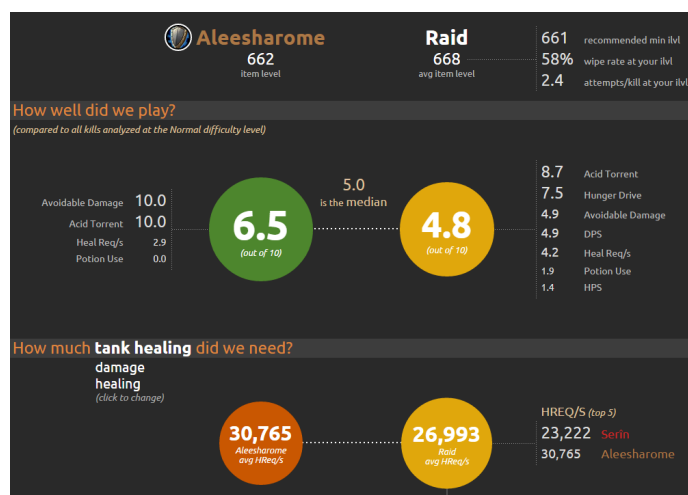 Aleesharome
662
item level
Raid
668
avg item level
661 recommended min ilvl
58% wipe rate at your ilvl
2.4 attempts/kill at your ilvl
How well did we play?
(compared to all kills analyzed at the Normal difficulty level)
Avoidable Damage 10.0
Acid Torrent 10.0
Heal Req/s 2.9
Potion Use 0.0
6.5
(out of 10)
5.0
is the median
4.8
(out of 10)
8.7 Acid Torrent
7.5 Hunger Drive
4.9 Avoidable Damage
4.9 DPS
4.2 Heal Req/s
1.9 Potion Use
1.4 HPS
How much tank healing did we need?
damage
healing
(click to change)
30,765
Aleesharome
avg HReq/s
26,993
Raid
avg HReq/s
HREQ/S (top 5)
23,222 Serin
30,765 Aleesharome